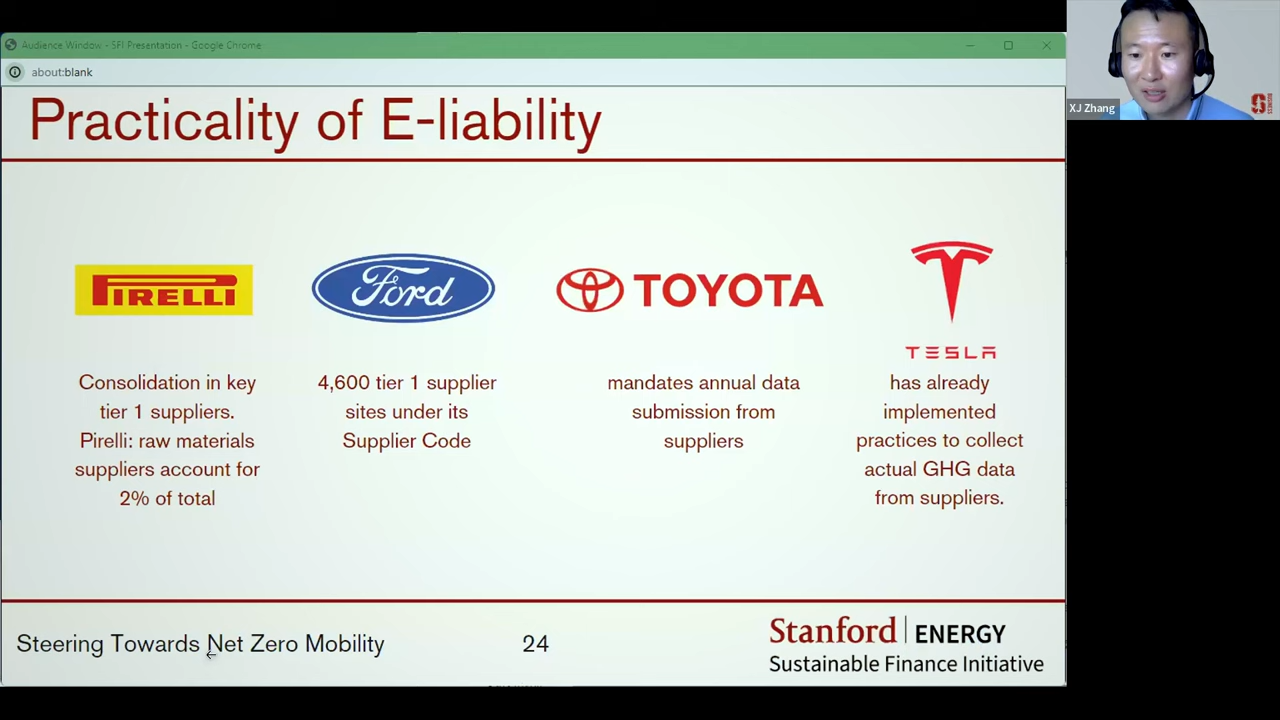 Audience Window - SFI Presentation - Google Chrome
about:blank
XJ Zhang
Practicality of E-liability
PIRELLI
Ford
TOYOTA
TESLA
Consolidation in key
tier 1 suppliers.
Pirelli: raw materials
suppliers account for
2% of total
4,600 tier 1 supplier
sites under its
Supplier Code
mandates annual data
submission from
suppliers
has already
implemented
practices to collect
actual GHG data
from suppliers.
Steering Towards Net Zero Mobility
24
Stanford | ENERGY
Sustainable Finance Initiative